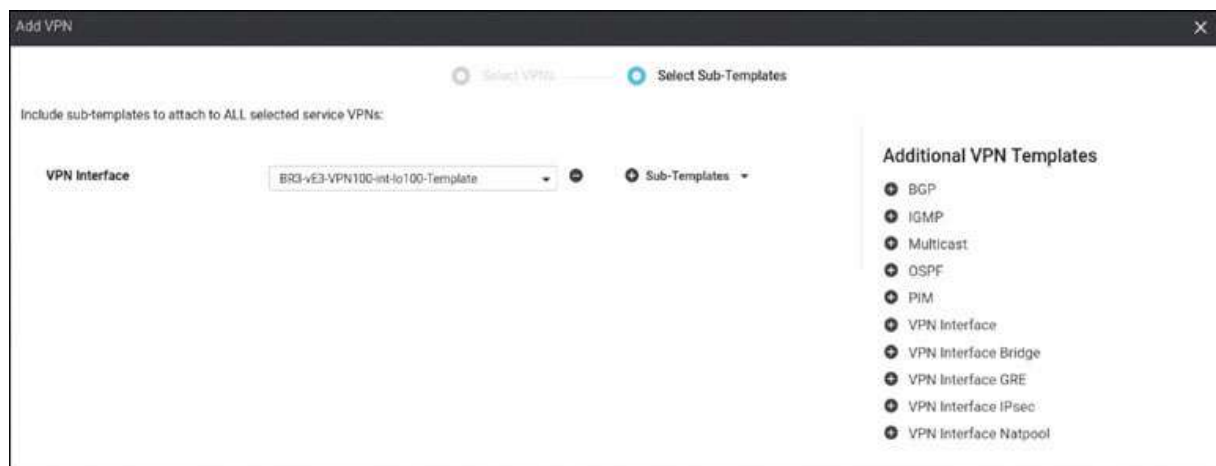 Add VPN
Select VPNs
Select Sub-Templates
Include sub-templates to attach to ALL selected service VPNs:
VPN Interface
BR3-vE3-VPN100-int-lo100-Template
Sub-Templates
Additional VPN Templates
BGP
IGMP
Multicast
OSPF
PIM
VPN Interface
VPN Interface Bridge
VPN Interface GRE
VPN Interface IPsec
VPN Interface Natpool